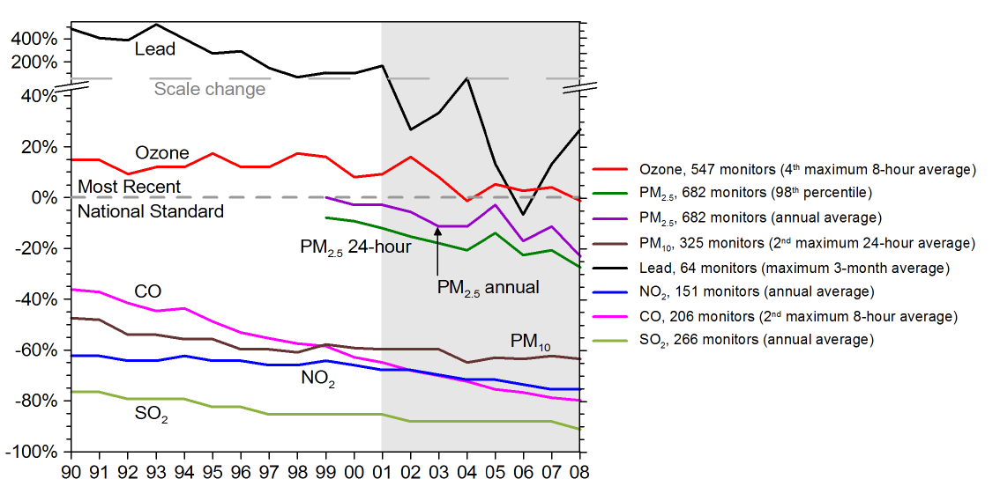 400%
200%
40%
20%
0%
-20%
-40%
-60%
-80%
-100%
Lead
Scale change
Ozone
Most Recent
National Standard
PM2.5 24-hour
PM2.5 annual
CO
PM10
NO2
SO2
90 91 92 93 94 95 96 97 98 99 00 01 02 03 04 05 06 07 08
Ozone, 547 monitors (4th maximum 8-hour average)
PM2.5, 682 monitors (98th percentile)
PM2.5, 682 monitors (annual average)
PM10, 325 monitors (2nd maximum 24-hour average)
Lead, 64 monitors (maximum 3-month average)
NO2, 151 monitors (annual average)
CO, 206 monitors (2nd maximum 8-hour average)
SO2, 266 monitors (annual average)